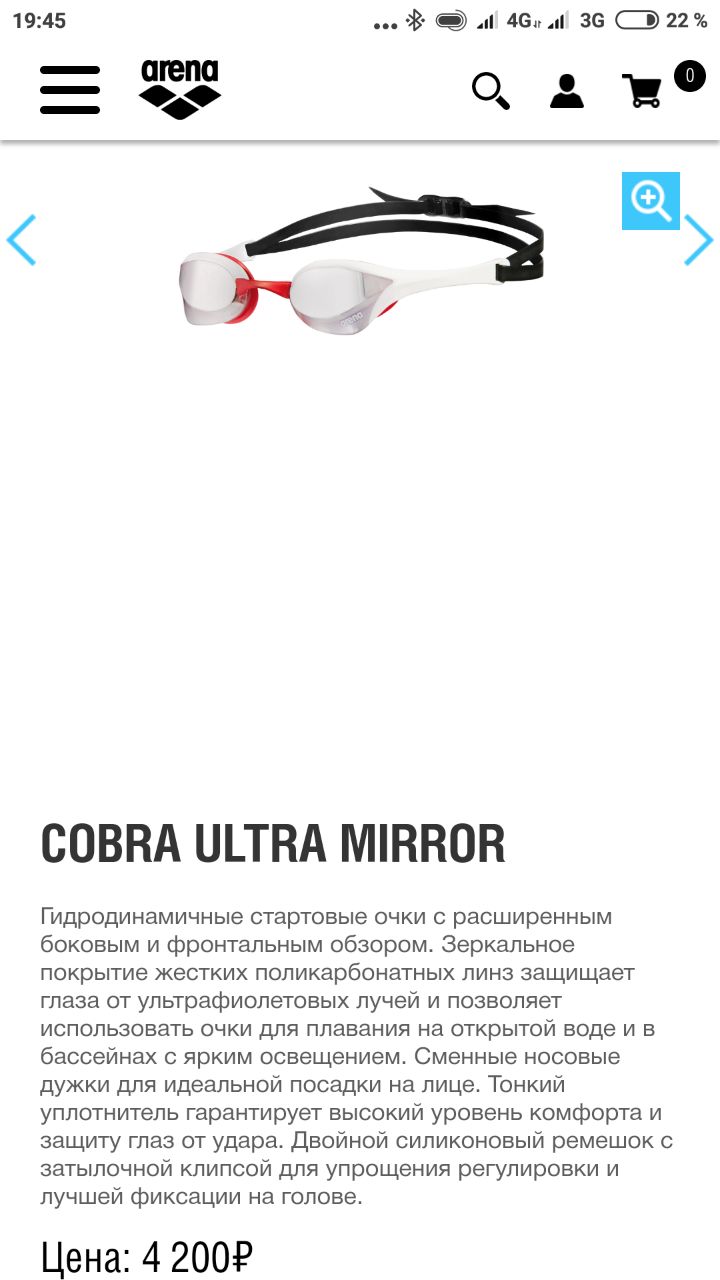 19:45
4G
3G
22 %
arena
0
arena
COBRA ULTRA MIRROR
Гидродинамичные стартовые очки с расширенным
боковым и фронтальным обзором. Зеркальное
покрытие жестких поликарбонатных линз защищает
глаза от ультрафиолетовых лучей и позволяет
использовать очки для плавания на открытой воде и в
бассейнах с ярким освещением. Сменные носовые
дужки для идеальной посадки на лице. Тонкий
уплотнитель гарантирует высокий уровень комфорта и
защиту глаз от удара. Двойной силиконовый ремешок с
затылочной клипсой для упрощения регулировки и
лучшей фиксации на голове.
Цена: 4 200₽